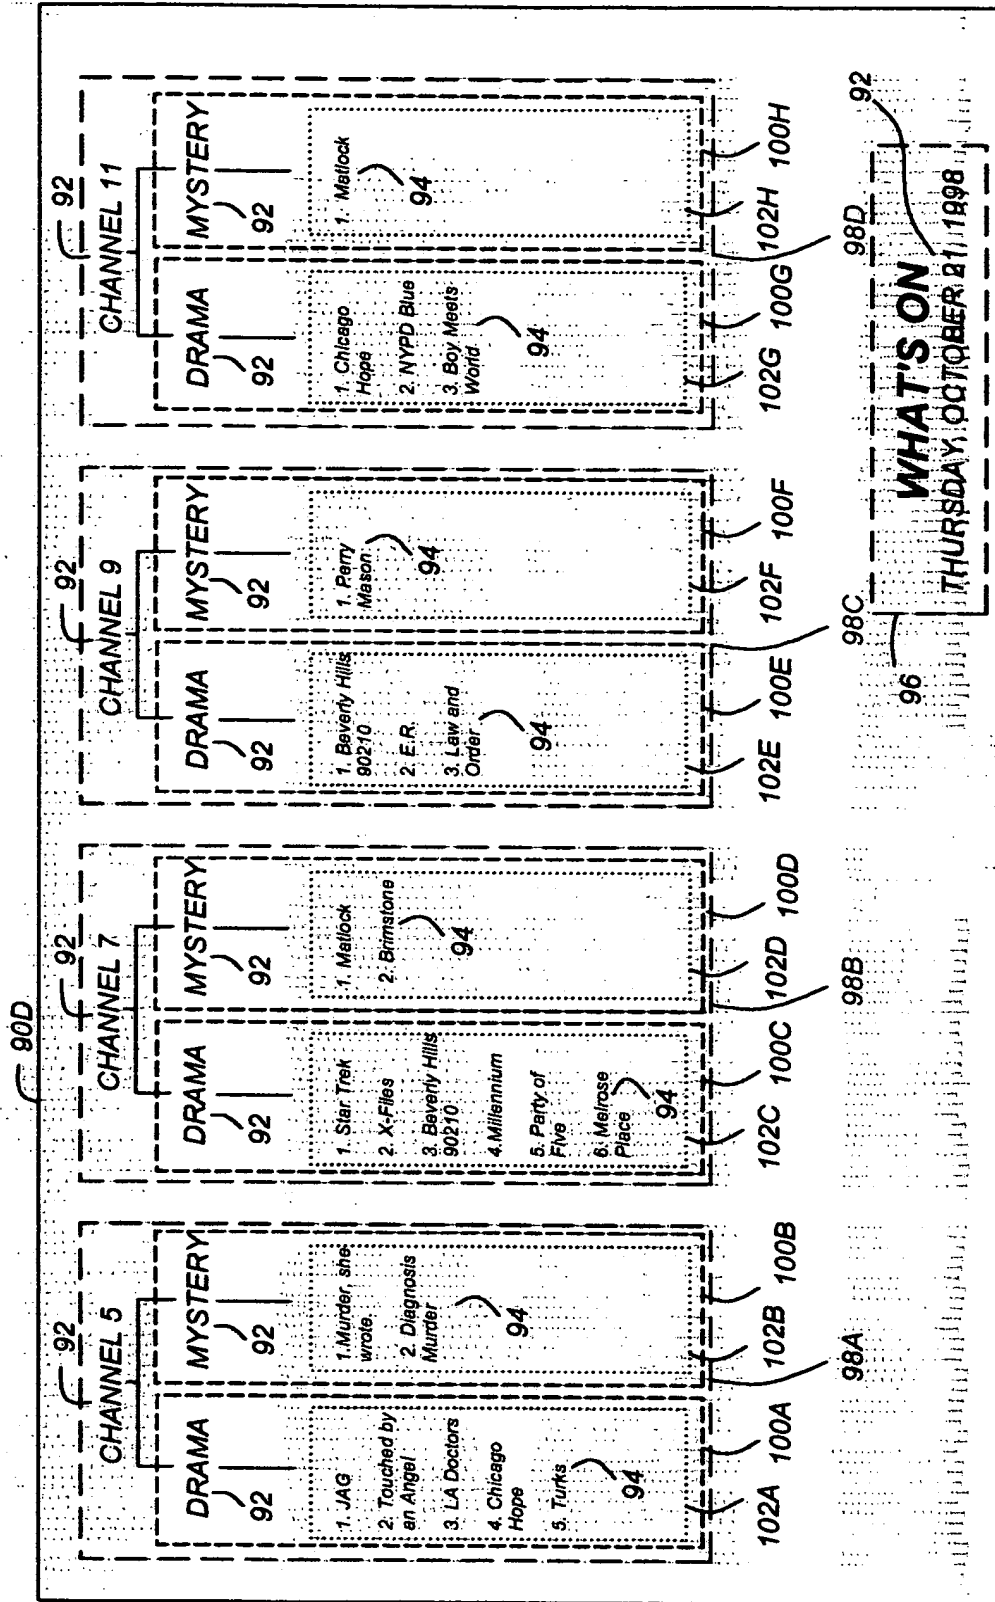 90D
92
92
92
92
CHANNEL 5
CHANNEL 7
CHANNEL 9
CHANNEL 11
DRAMA
92
MYSTERY
92
DRAMA
92
MYSTERY
92
DRAMA
92
MYSTERY
92
DRAMA
92
MYSTERY
92
1. JAG
2. Touched by
an Angel
3. LA Doctors
4. Chicago
Hope
5. Turks
94
1. Murder, she
wrote
2. Diagnosis
Murder
94
1. Star Trek
2. X-Files
3. Beverly Hills
90210
4. Millennium
5. Party of
Five
6. Melrose
Place
94
1. Matlock
2. Brimstone
94
1. Beverly Hills
90210
2. E.R.
3. Law and
Order
94
1. Perry
Mason
94
1. Chicago
Hope
2. NYPD Blue
3. Boy Meets
World
94
1. Matlock
94
102A
100A
102B
100B
102C
100C
102D
100D
102E
100E
102F
100F
102G
100G
102H
100H
98A
98B
98C
98D
96
92
WHAT'S ON
THURSDAY, OCTOBER 21, 1998